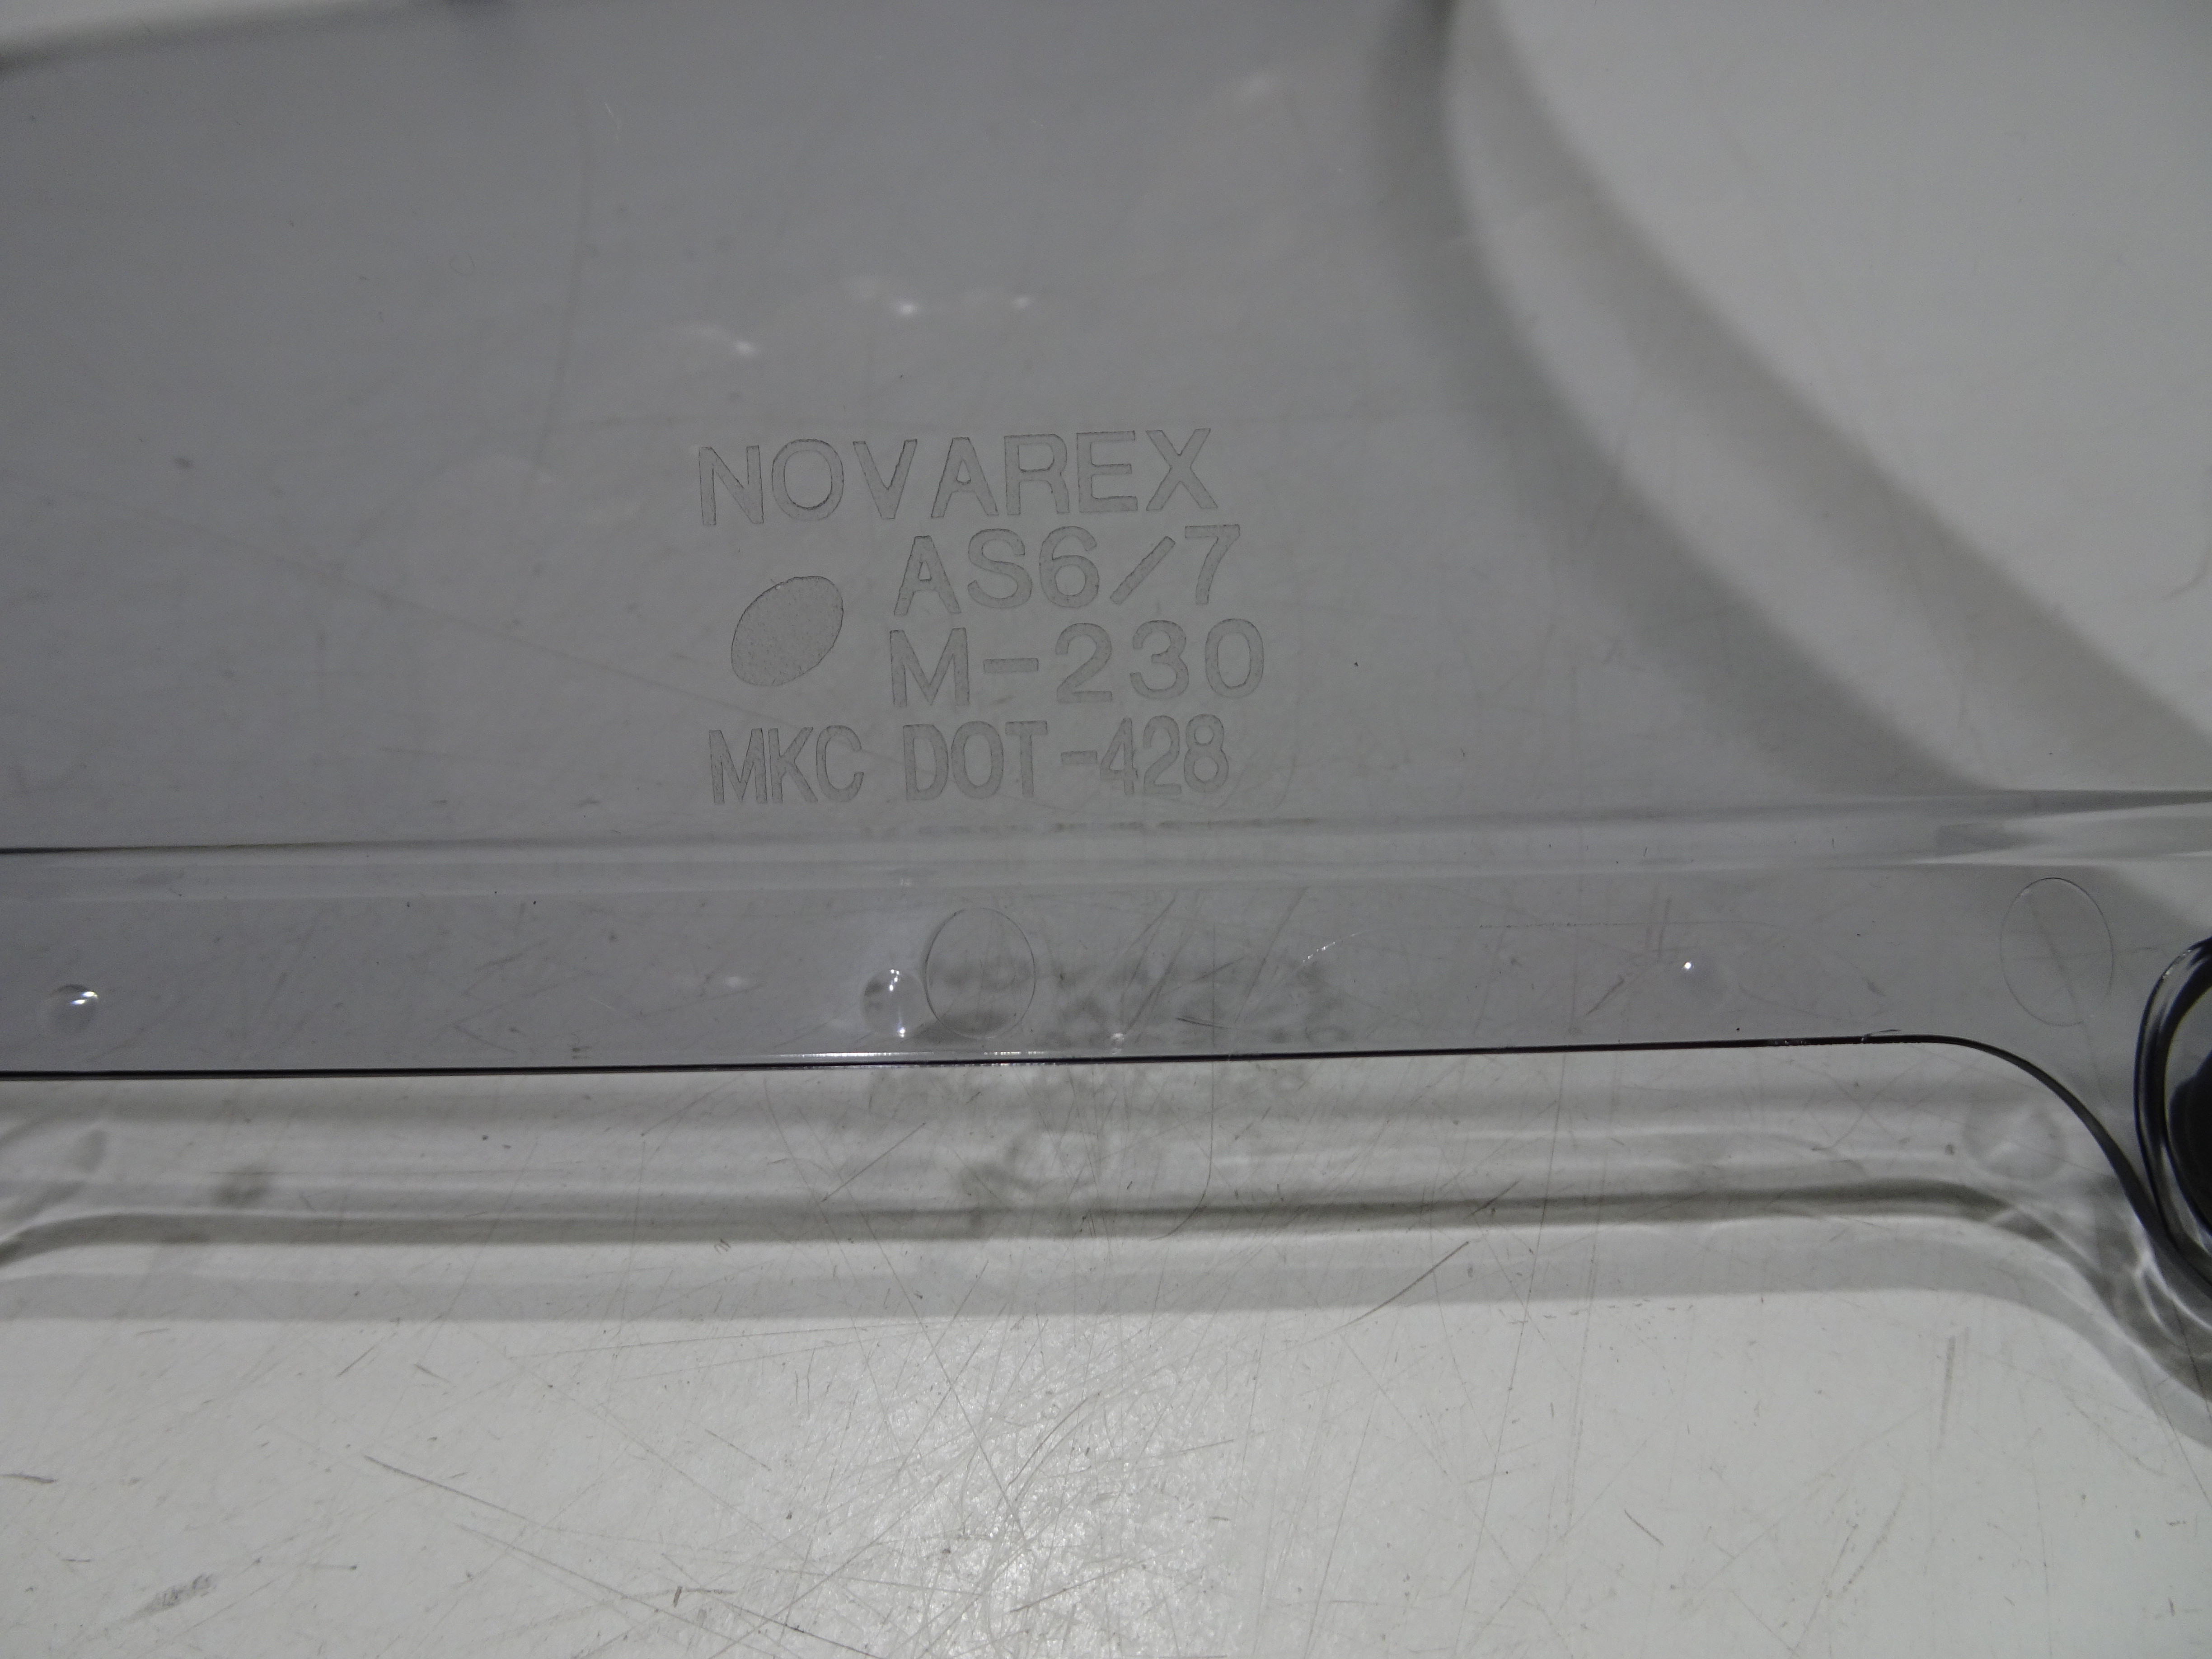 NOVAREX
AS6/7
M-230
MKC DOT-428